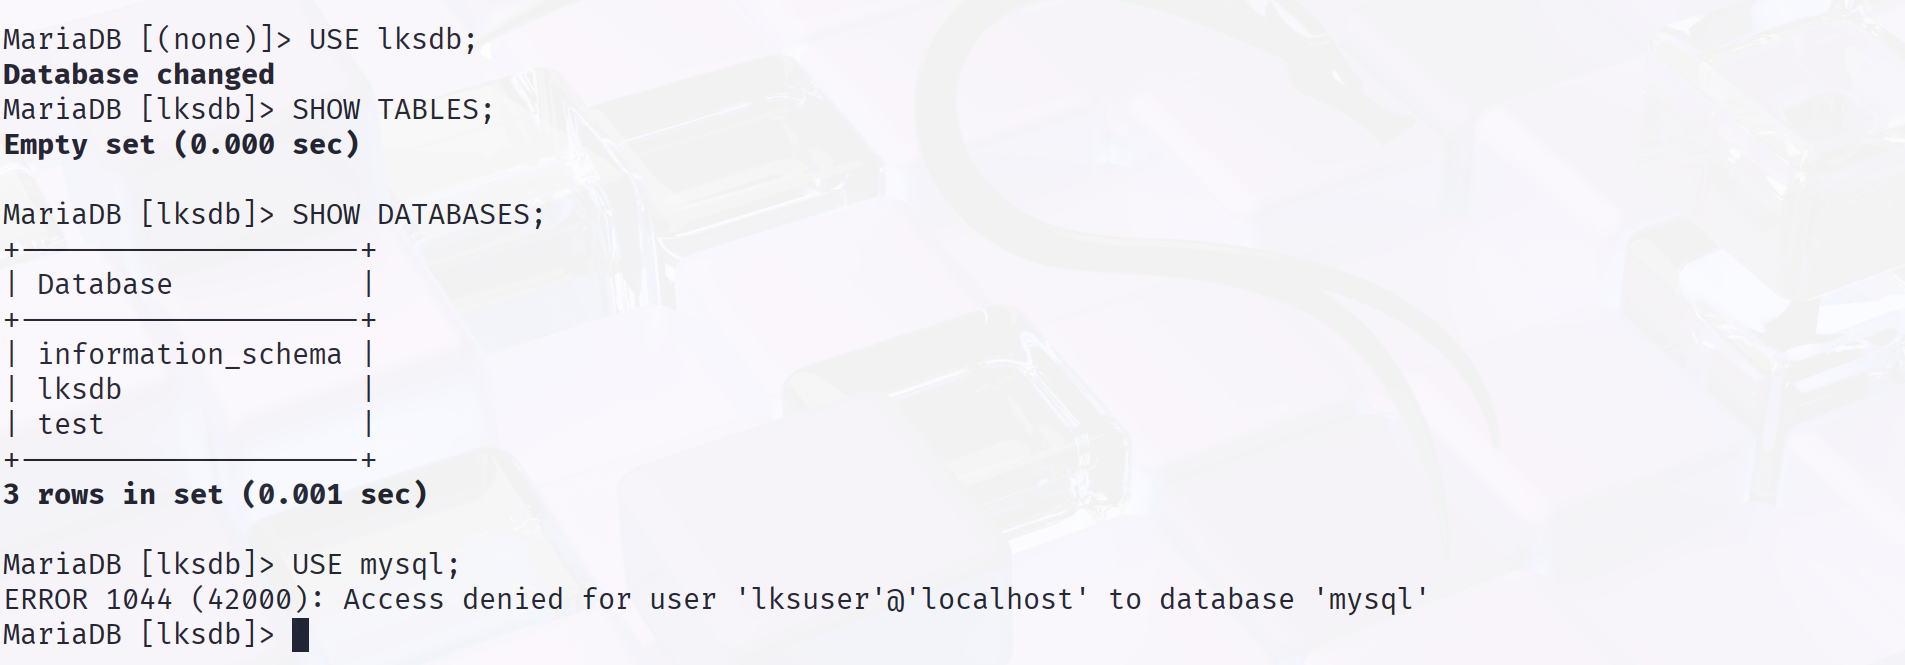 MariaDB [(none)]> USE lksdb;
Database changed
MariaDB [lksdb]> SHOW TABLES;
Empty set (0.000 sec)
MariaDB [lksdb]> SHOW DATABASES;
+--------------------+
| Database           |
+--------------------+
| information_schema |
| lksdb              |
| test               |
+--------------------+
3 rows in set (0.001 sec)
MariaDB [lksdb]> USE mysql;
ERROR 1044 (42000): Access denied for user 'lksuser'@'localhost' to database 'mysql'
MariaDB [lksdb]>